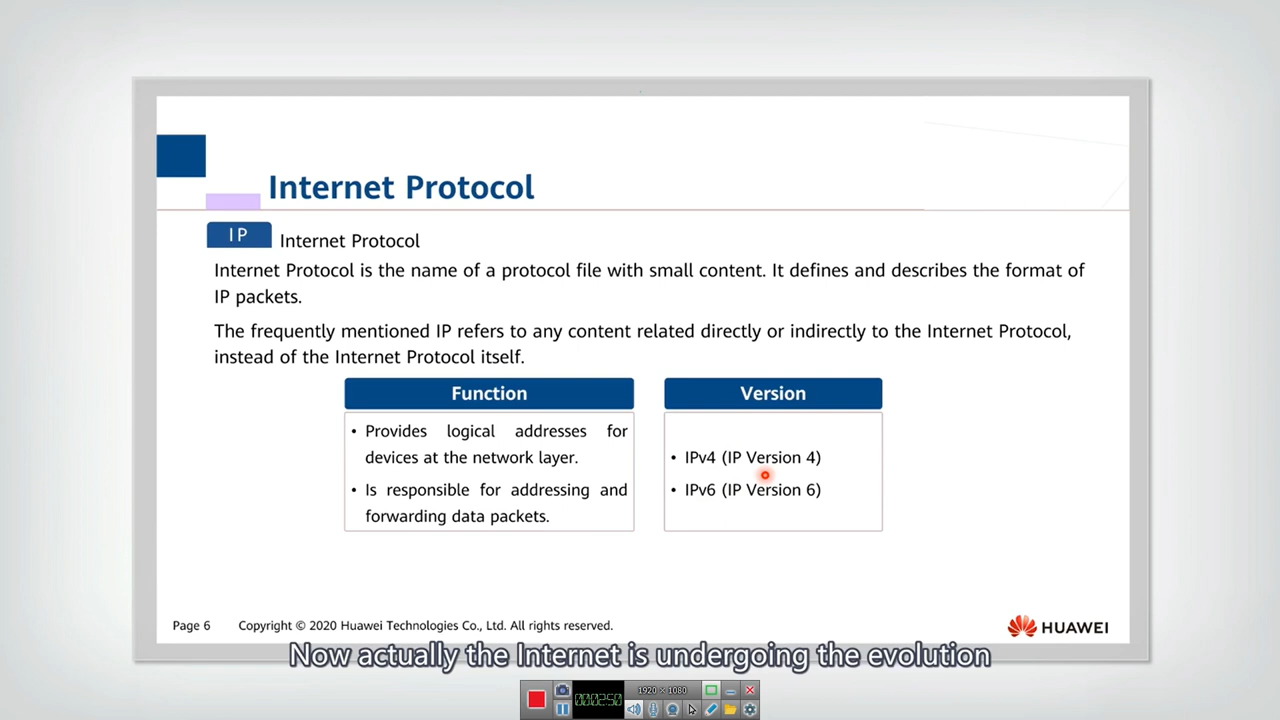 Internet Protocol
IP
Internet Protocol
Internet Protocol is the name of a protocol file with small content. It defines and describes the format of
IP packets.
The frequently mentioned IP refers to any content related directly or indirectly to the Internet Protocol,
instead of the Internet Protocol itself.
Function
• Provides logical addresses for
devices at the network layer.
• Is responsible for addressing and
forwarding data packets.
Version
• IPv4 (IP Version 4)
• IPv6 (IP Version 6)
Page 6
Copyright © 2020 Huawei Technologies Co., Ltd. All rights reserved.
HUAWEI
Now actually the Internet is undergoing the evolution
1920 × 1080
00:02:50